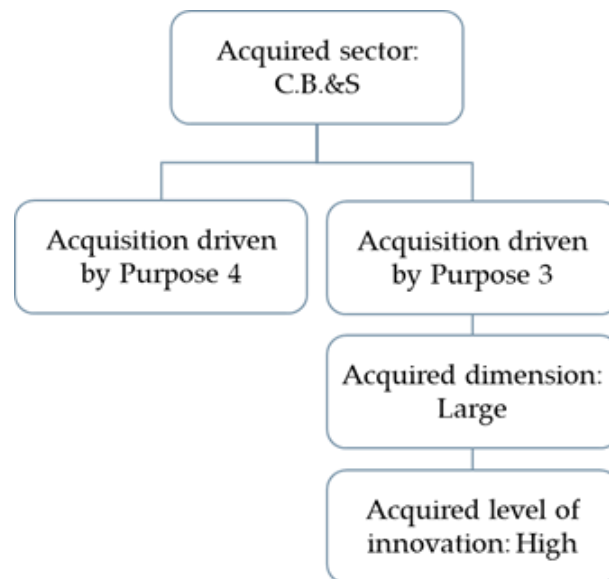 Acquired sector:
C.B.&S
Acquisition driven
by Purpose 4
Acquisition driven
by Purpose 3
Acquired dimension:
Large
Acquired level of
innovation: High